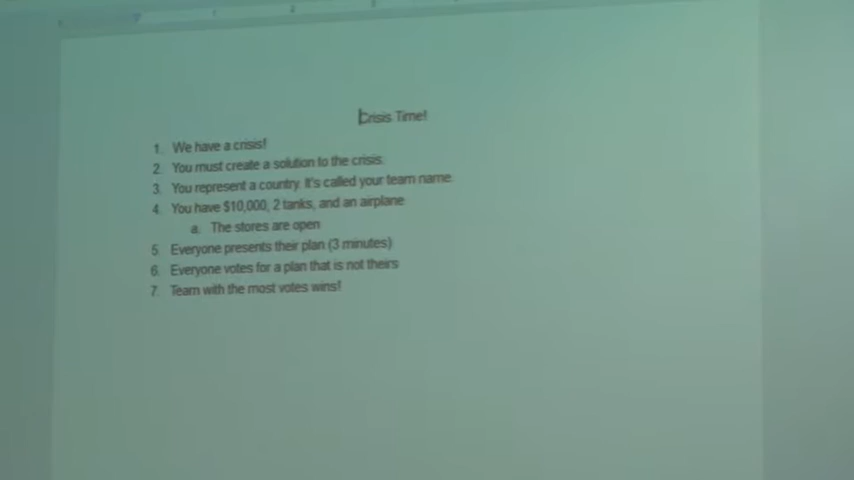 Crisis Time!
1. We have a crisis!
2. You must create a solution to the crisis.
3. You represent a country. It's called your team name.
4. You have $10,000, 2 tanks, and an airplane
a. The stores are open
5. Everyone presents their plan (3 minutes)
6. Everyone votes for a plan that is not theirs
7. Team with the most votes wins!